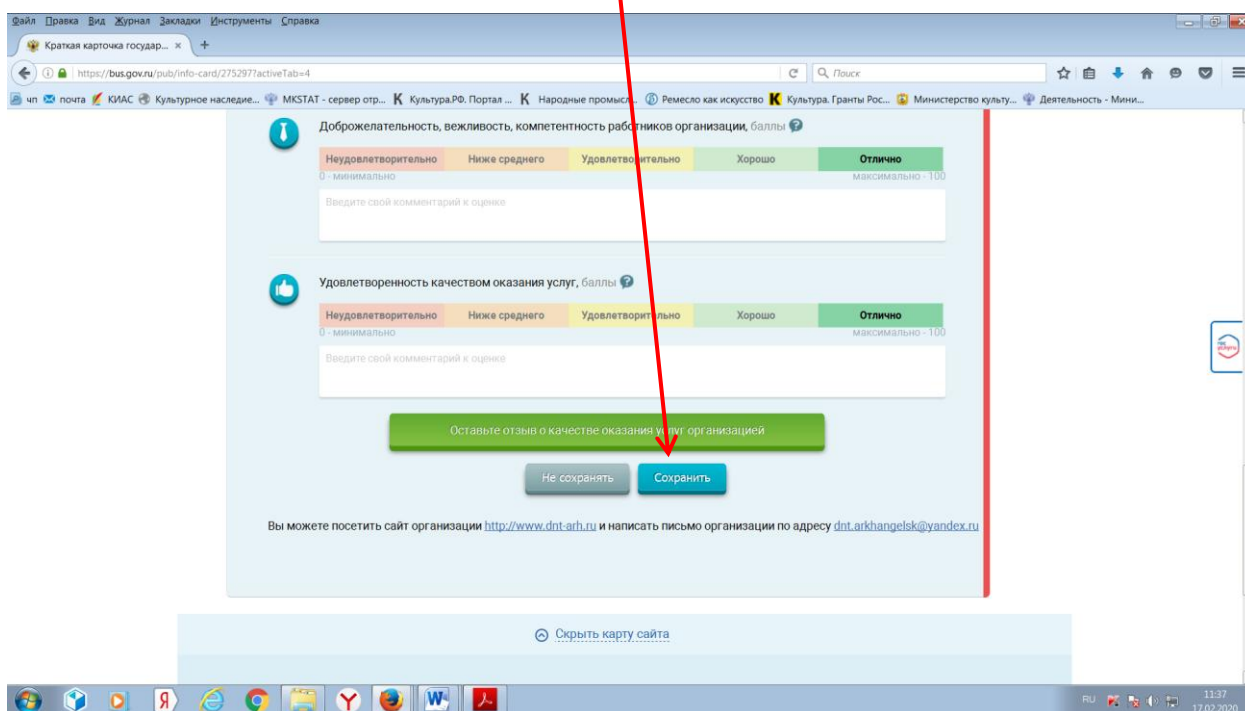 Файл Правка Вид Журнал Закладки Инструменты Справка
Краткая карточка государ... × +
https://bus.gov.ru/pub/info-card/275297?activeTab=4 Поиск
чп почта КИАС Культурное наследие... MKSTAT - сервер отр... Культура.РФ. Портал ... Народные промысл... Ремесло как искусство Культура. Гранты Рос... Министерство культу... Деятельность - Мини...
Доброжелательность, вежливость, компетентность работников организации, баллы ?
Неудовлетворительно Ниже среднего Удовлетворительно Хорошо Отлично
0 - минимально максимально - 100
Введите свой комментарий к оценке
Удовлетворенность качеством оказания услуг, баллы ?
Неудовлетворительно Ниже среднего Удовлетворительно Хорошо Отлично
0 - минимально максимально - 100
Введите свой комментарий к оценке
услуги
Оставьте отзыв о качестве оказания услуг организацией
Не сохранять Сохранить
Вы можете посетить сайт организации http://www.dnt-arh.ru и написать письмо организации по адресу dnt.arkhangelsk@yandex.ru
Скрыть карту сайта
RU 11:37
17.02.2020